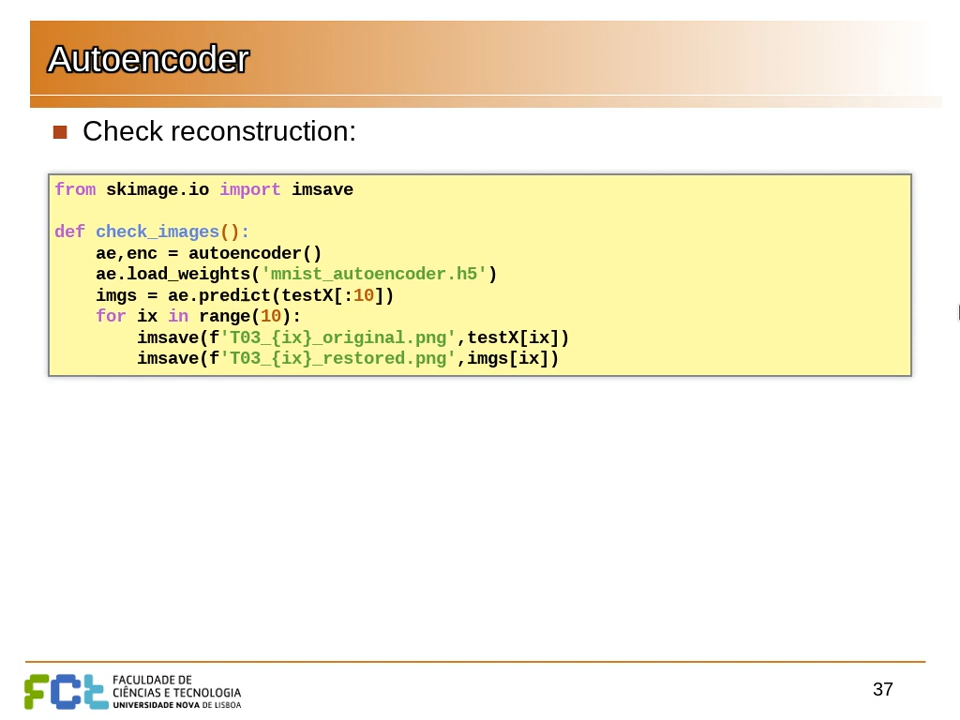 Autoencoder
Check reconstruction:
from skimage.io import imsave
def check_images():
    ae,enc = autoencoder()
    ae.load_weights('mnist_autoencoder.h5')
    imgs = ae.predict(testX[:10])
    for ix in range(10):
        imsave(f'T03_{ix}_original.png',testX[ix])
        imsave(f'T03_{ix}_restored.png',imgs[ix])
FCt
FACULDADE DE
CIÊNCIAS E TECNOLOGIA
UNIVERSIDADE NOVA DE LISBOA
37